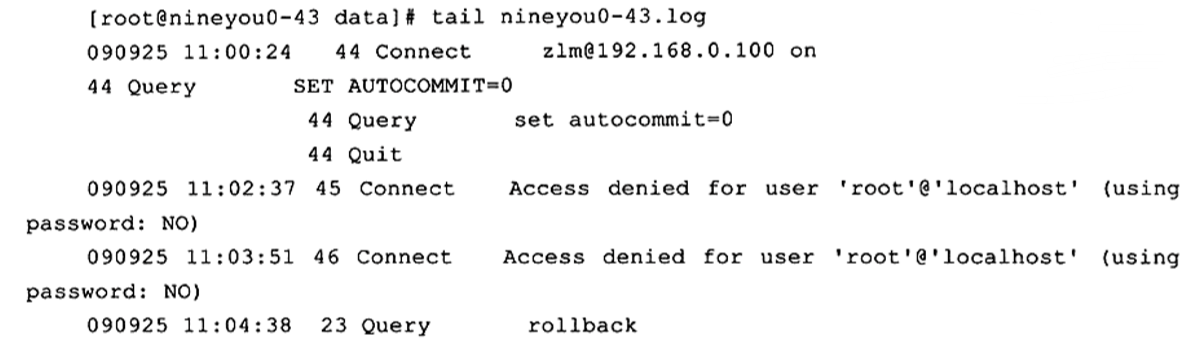 [root@nineyou0-43 data]# tail nineyou0-43.log
090925 11:00:24 44 Connect zlm@192.168.0.100 on
44 Query SET AUTOCOMMIT=0
44 Query set autocommit=0
44 Quit
090925 11:02:37 45 Connect Access denied for user 'root'@'localhost' (using
password: NO)
090925 11:03:51 46 Connect Access denied for user 'root'@'localhost' (using
password: NO)
090925 11:04:38 23 Query rollback